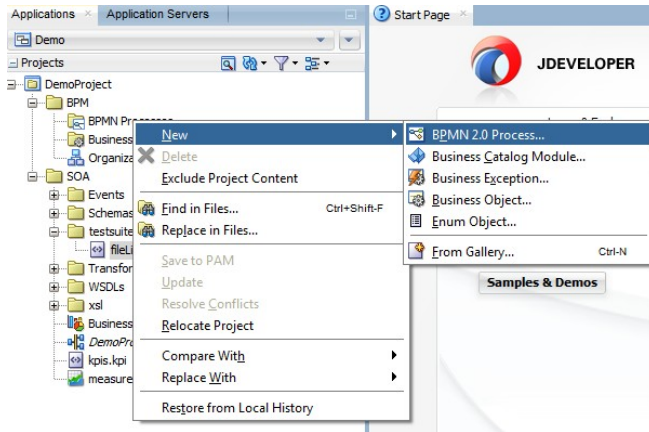 Applications
Application Servers
Start Page
Demo
Projects
JDEVELOPER
DemoProject
BPM
BPMN Processes
Business
Organiza
SOA
Events
Schemas
testsuite
fileLi
Transfor
WSDLs
xsl
Business
DemoPro
kpis.kpi
measure
New
Delete
Exclude Project Content
Find in Files... Ctrl+Shift-F
Replace in Files...
Save to PAM
Update
Resolve Conflicts
Relocate Project
Compare With
Replace With
Restore from Local History
BPMN 2.0 Process...
Business Catalog Module...
Business Exception...
Business Object...
Enum Object...
From Gallery... Ctrl-N
Samples & Demos